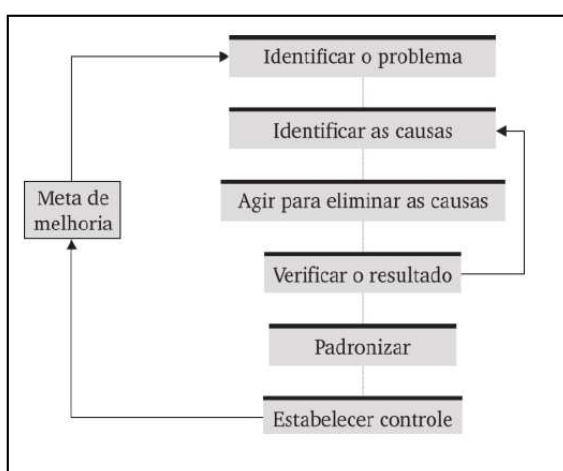 Identificar o problema
Identificar as causas
Agir para eliminar as causas
Meta de
melhoria
Verificar o resultado
Padronizar
Estabelecer controle